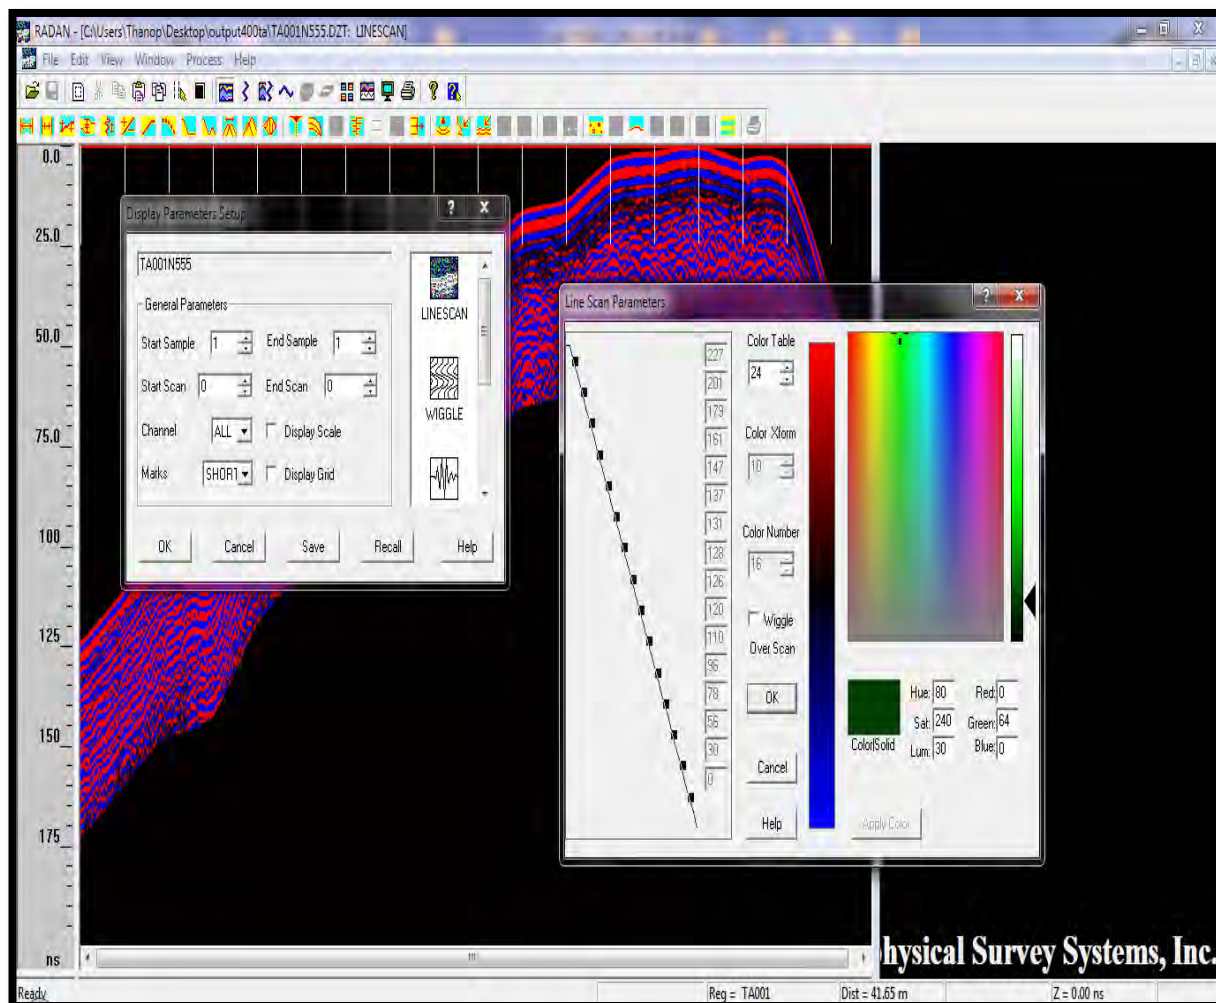 RADAN - [C:\Users\Thanop\Desktop\output400ta\TA001N555.DZT: LINESCAN]
File Edit View Window Process Help
0.0
25.0
50.0
75.0
100
125
150
175
ns
Display Parameters Setup
TA001N555
General Parameters
Start Sample 1 End Sample 1
Start Scan 0 End Scan 0
Channel ALL Display Scale
Marks SHORT Display Grid
OK Cancel Save Recall Help
LINESCAN
WIGGLE
Line Scan Parameters
227
201
179
161
147
137
131
128
126
120
110
96
78
56
30
0
Color Table
24
Color Xform
10
Color Number
16
Wiggle
Over Scan
OK
Cancel
Help
Color|Solid
Hue: 80 Red: 0
Sat: 240 Green: 64
Lum: 30 Blue: 0
Apply Color
hysical Survey Systems, Inc.
Ready Reg = TA001 Dist = 41.65 m Z = 0.00 ns